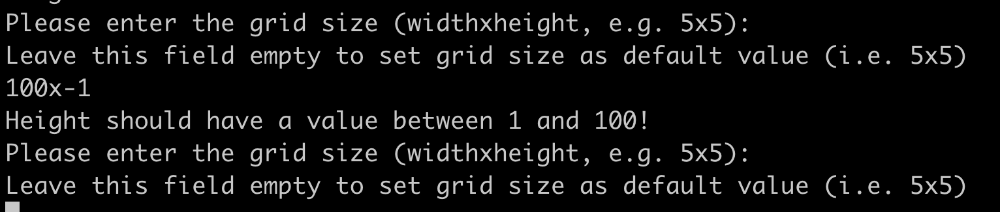 Please enter the grid size (widthxheight, e.g. 5x5):
Leave this field empty to set grid size as default value (i.e. 5x5)
100x-1
Height should have a value between 1 and 100!
Please enter the grid size (widthxheight, e.g. 5x5):
Leave this field empty to set grid size as default value (i.e. 5x5)